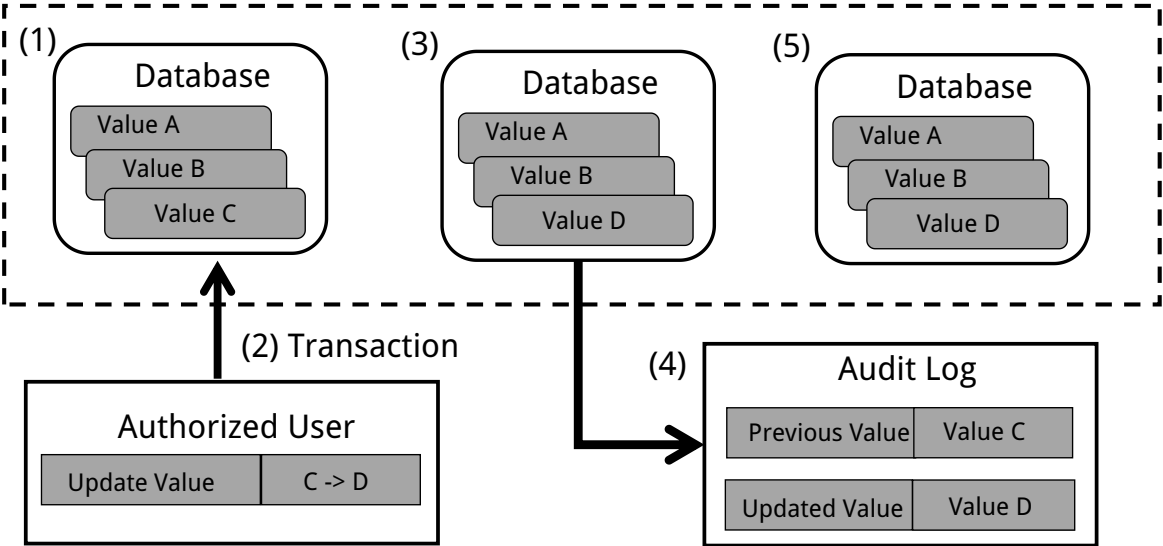 (1)
Database
Value A
Value B
Value C
(3)
Database
Value A
Value B
Value D
(5)
Database
Value A
Value B
Value D
(2) Transaction
Authorized User
Update Value C -> D
(4)
Audit Log
Previous Value Value C
Updated Value Value D